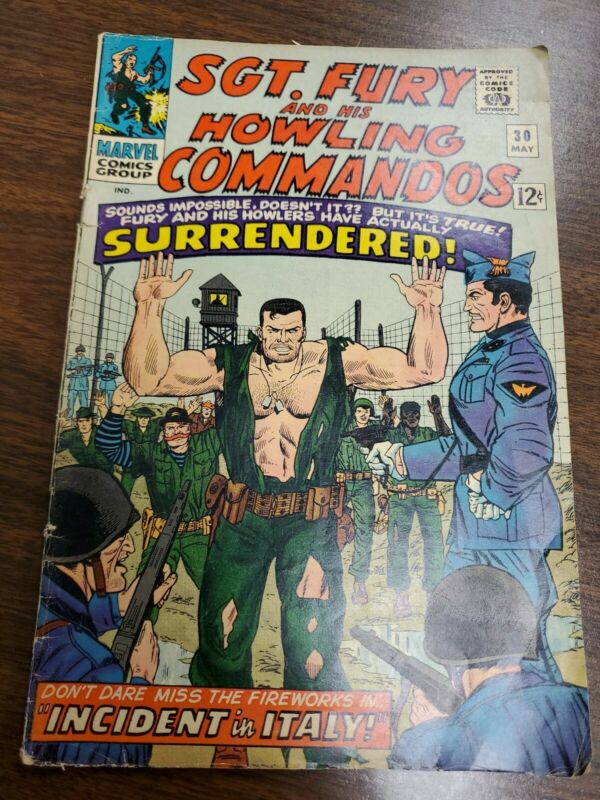 SGT. FURY
AND HIS
HOWLING
COMMANDOS
APPROVED
BY THE
COMICS
CODE
CA
AUTHORITY
MARVEL
COMICS
GROUP
IND.
30
MAY
12¢
SOUNDS IMPOSSIBLE, DOESN'T IT?? BUT IT'S TRUE!
FURY AND HIS HOWLERS HAVE ACTUALLY
SURRENDERED!
DON'T DARE MISS THE FIREWORKS IN..
"INCIDENT in ITALY!"